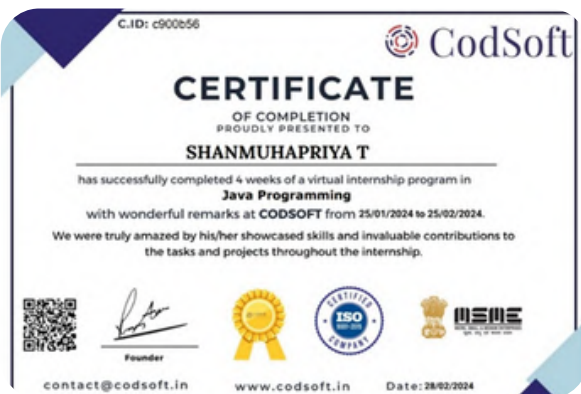 C.ID: c900b56
CodSoft
CERTIFICATE
OF COMPLETION
PROUDLY PRESENTED TO
SHANMUHAPRIYA T
has successfully completed 4 weeks of a virtual internship program in
Java Programming
with wonderful remarks at CODSOFT from 25/01/2024 to 25/02/2024.
We were truly amazed by his/her showcased skills and invaluable contributions to
the tasks and projects throughout the internship.
CERTIFIED
ISO
9001:2015
COMPANY
MSME
Founder
contact@codsoft.in
www.codsoft.in
Date: 28/02/2024